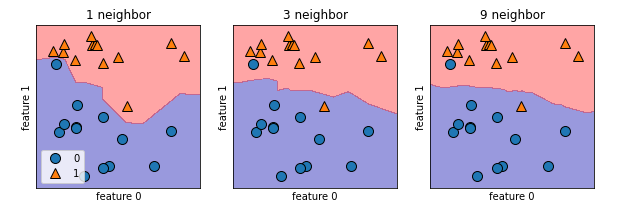 1 neighbor
3 neighbor
9 neighbor
feature 1
feature 1
feature 1
0
1
feature 0
feature 0
feature 0